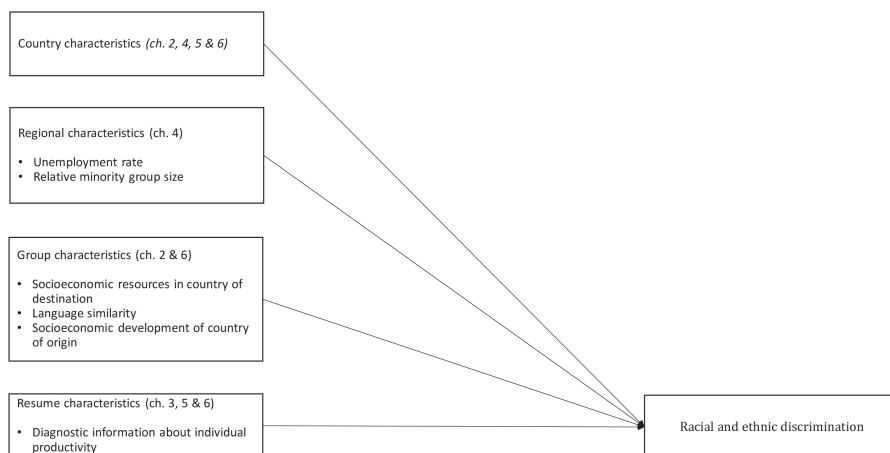 Country characteristics (ch. 2, 4, 5 & 6)
Regional characteristics (ch. 4)
• Unemployment rate
• Relative minority group size
Group characteristics (ch. 2 & 6)
• Socioeconomic resources in country of
destination
• Language similarity
• Socioeconomic development of country
of origin
Resume characteristics (ch. 3, 5 & 6)
• Diagnostic information about individual
productivity
Racial and ethnic discrimination